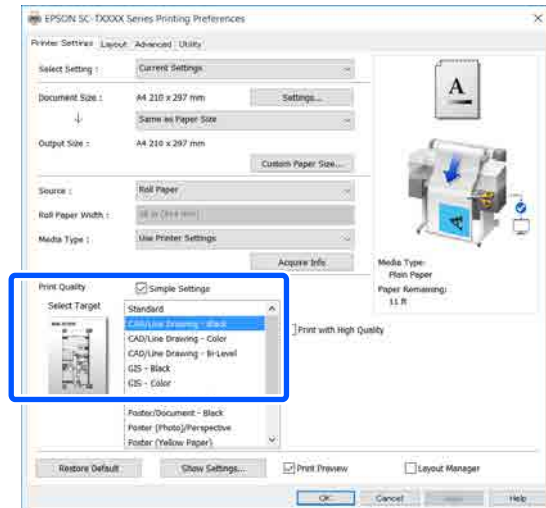 EPSON SC-TXXXX Series Printing Preferences
Printer Settings Layout Advanced Utility
Select Setting : Current Settings
Document Size : A4 210 x 297 mm Settings...
Same as Paper Size
Output Size : A4 210 x 297 mm
Custom Paper Size...
Source : Roll Paper
Roll Paper Width :
Media Type : Use Printer Settings
Acquire Info
A
Media Type:
Plain Paper
Paper Remaining:
11 ft
Print Quality Simple Settings
Select Target
Standard
CAD/Line Drawing - Black
CAD/Line Drawing - Color
CAD/Line Drawing - Bi-Level
GIS - Black
GIS - Color
Poster/Document - Black
Poster (Photo)/Perspective
Poster (Yellow Paper)
Print with High Quality
Restore Default Show Settings... Print Preview Layout Manager
OK Cancel Help